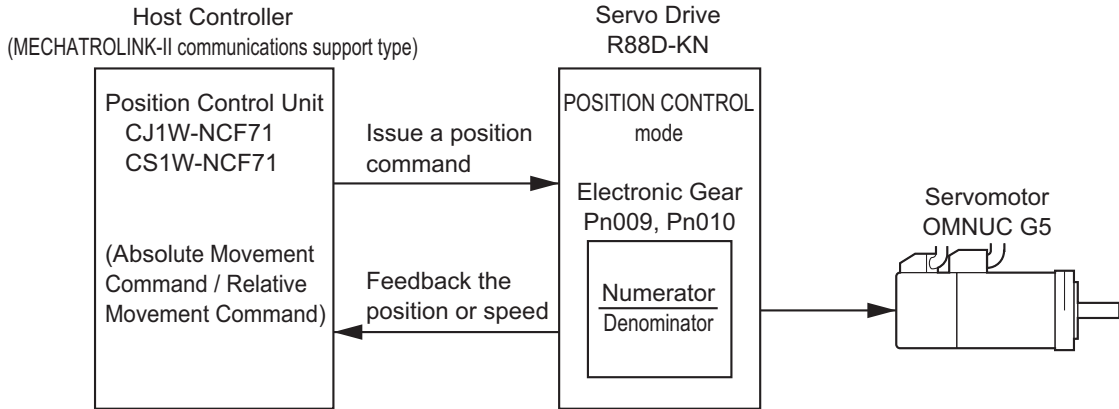 Host Controller
(MECHATROLINK-II communications support type)
Position Control Unit
CJ1W-NCF71
CS1W-NCF71
(Absolute Movement
Command / Relative
Movement Command)
Issue a position
command
Feedback the
position or speed
Servo Drive
R88D-KN
POSITION CONTROL
mode
Electronic Gear
Pn009, Pn010
Numerator
Denominator
Servomotor
OMNUC G5